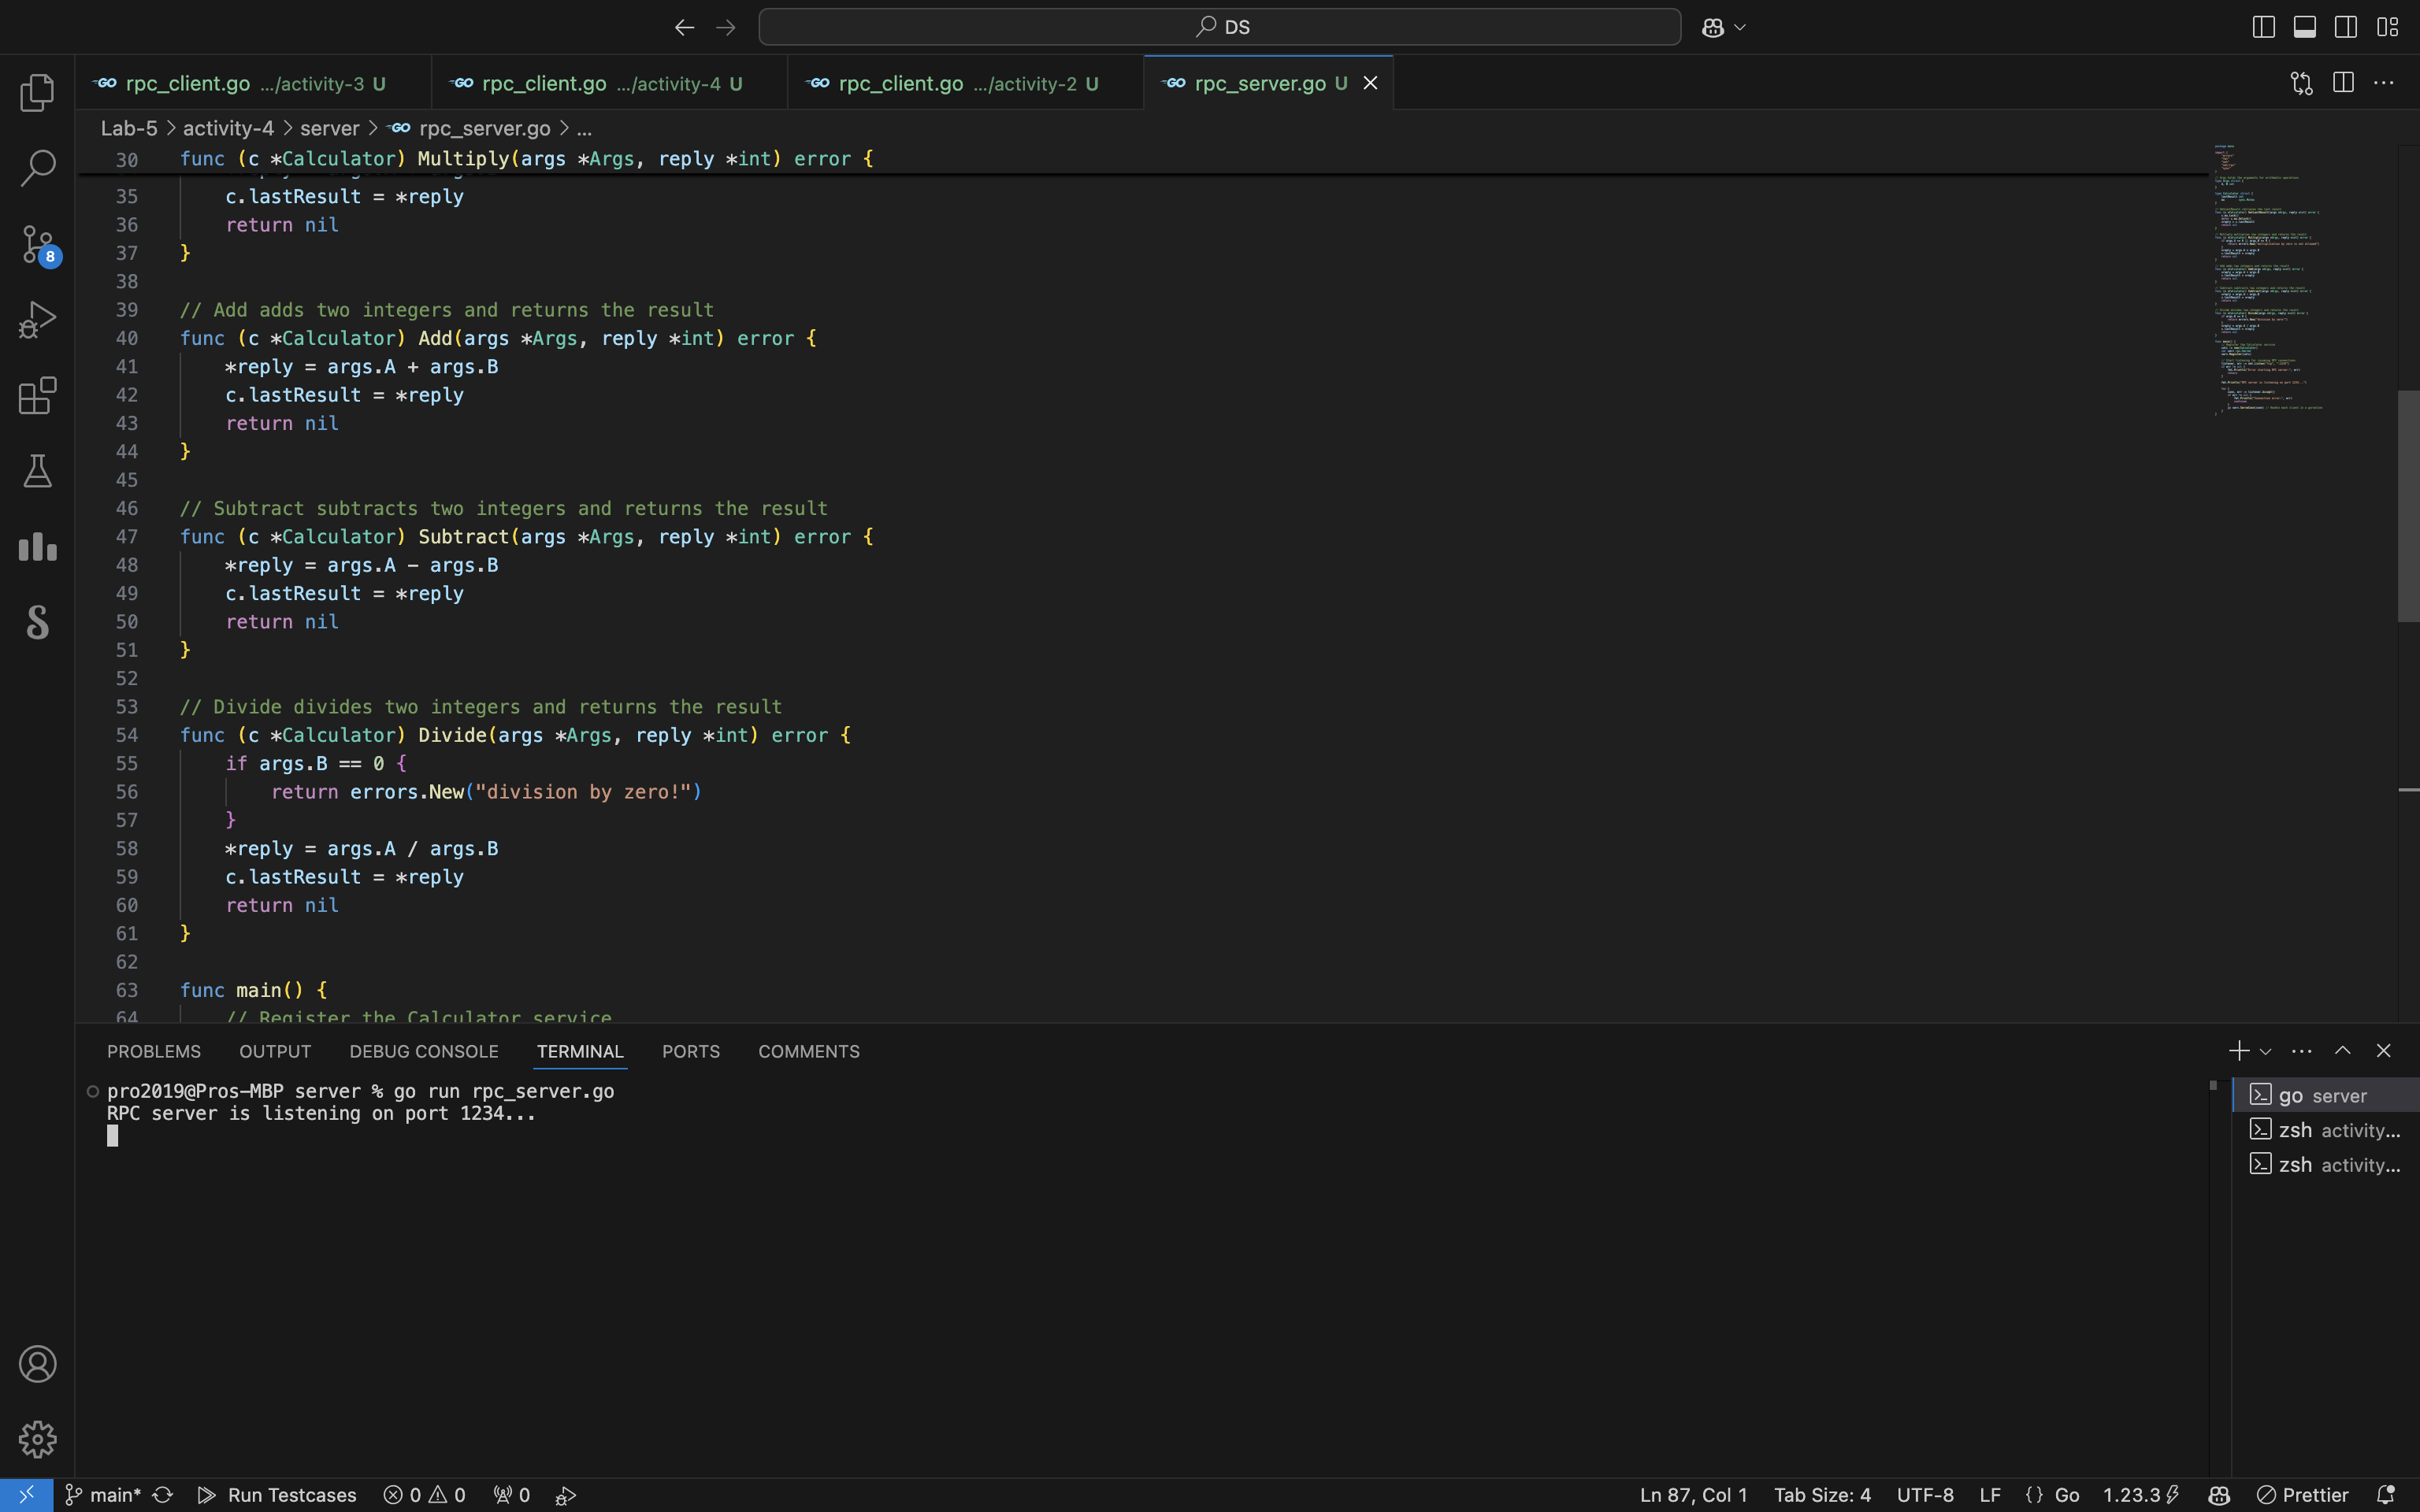 DS
GO rpc_client.go .../activity-3 U
GO rpc_client.go .../activity-4 U
GO rpc_client.go .../activity-2 U
GO rpc_server.go U
Lab-5 > activity-4 > server > GO rpc_server.go > ...
30 func (c *Calculator) Multiply(args *Args, reply *int) error {
35 c.lastResult = *reply
36 return nil
37 }
38
39 // Add adds two integers and returns the result
40 func (c *Calculator) Add(args *Args, reply *int) error {
41 *reply = args.A + args.B
42 c.lastResult = *reply
43 return nil
44 }
45
46 // Subtract subtracts two integers and returns the result
47 func (c *Calculator) Subtract(args *Args, reply *int) error {
48 *reply = args.A - args.B
49 c.lastResult = *reply
50 return nil
51 }
52
53 // Divide divides two integers and returns the result
54 func (c *Calculator) Divide(args *Args, reply *int) error {
55 if args.B == 0 {
56 return errors.New("division by zero!")
57 }
58 *reply = args.A / args.B
59 c.lastResult = *reply
60 return nil
61 }
62
63 func main() {
64 // Register the Calculator service
8
PROBLEMS OUTPUT DEBUG CONSOLE TERMINAL PORTS COMMENTS
pro2019@Pros-MBP server % go run rpc_server.go
RPC server is listening on port 1234...
go server
zsh activity...
zsh activity...
main* Run Testcases 0 0 0 Ln 87, Col 1 Tab Size: 4 UTF-8 LF {} Go 1.23.3 Prettier